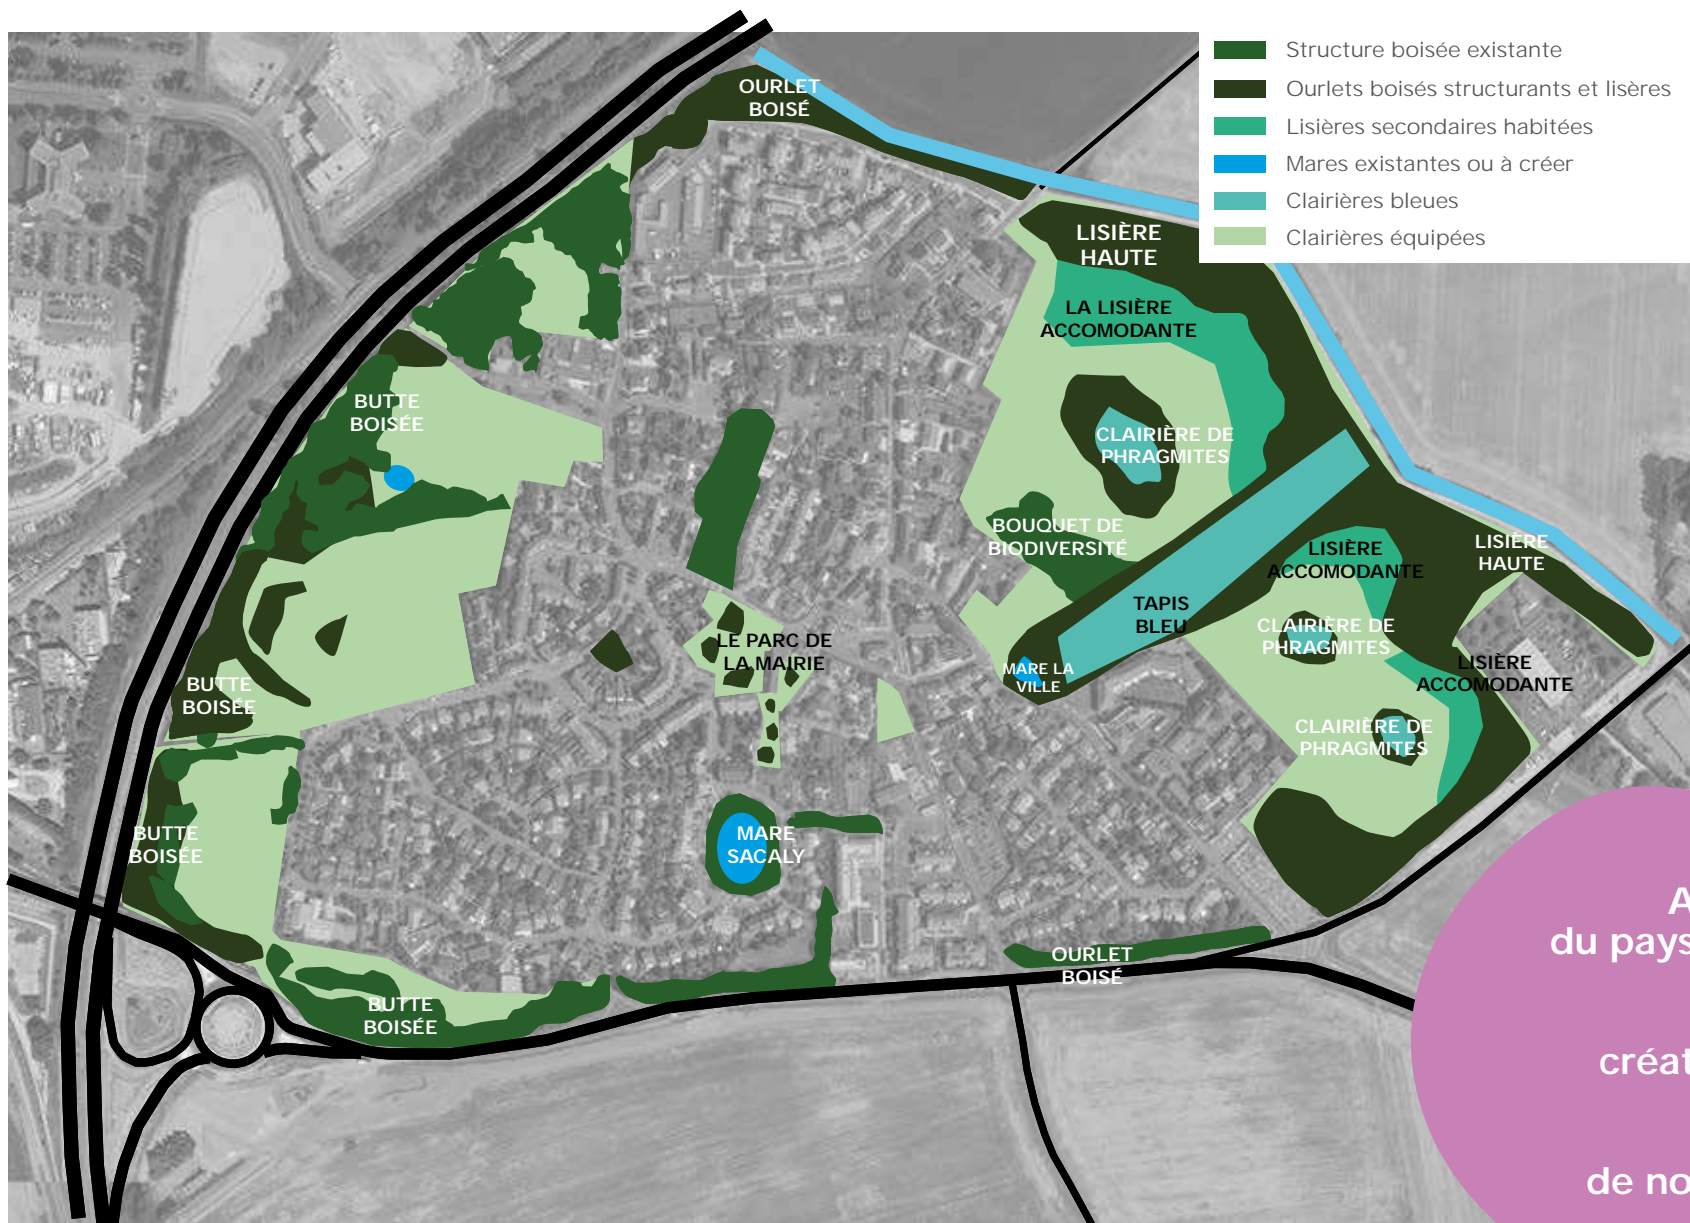 Structure boisée existante
Ourlets boisés structurants et lisères
Lisières secondaires habitées
Mares existantes ou à créer
Clairières bleues
Clairières équipées
OURLET
BOISÉ
LISIÈRE
HAUTE
LA LISIÈRE
ACCOMODANTE
BUTTE
BOISÉE
CLAIRIÈRE DE
PHRAGMITES
BOUQUET DE
BIODIVERSITÉ
LISIÈRE
ACCOMODANTE
LISIÈRE
HAUTE
TAPIS
BLEU
CLAIRIÈRE DE
PHRAGMITES
LE PARC DE
LA MAIRIE
MARE LA
VILLE
LISIÈRE
ACCOMODANTE
BUTTE
BOISÉE
CLAIRIÈRE DE
PHRAGMITES
BUTTE
BOISÉE
MARE
SACALY
OURLET
BOISÉ
BUTTE
BOISÉE
A
du pays
créat
de no